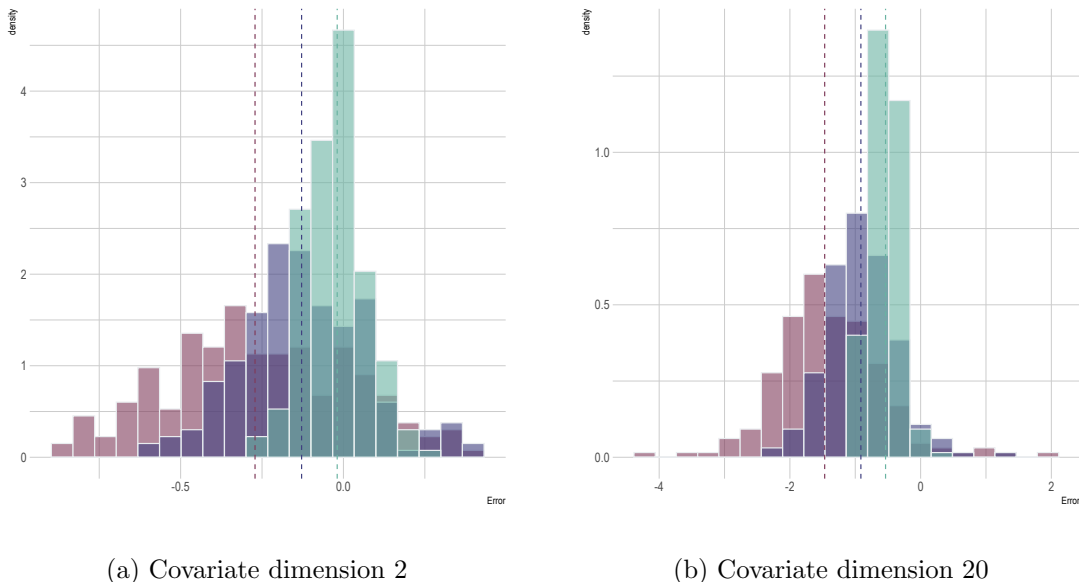 density
4
3
2
1
0
-0.5
0.0
Error
(a) Covariate dimension 2
density
1.0
0.5
0.0
-4
-2
0
2
Error
(b) Covariate dimension 20